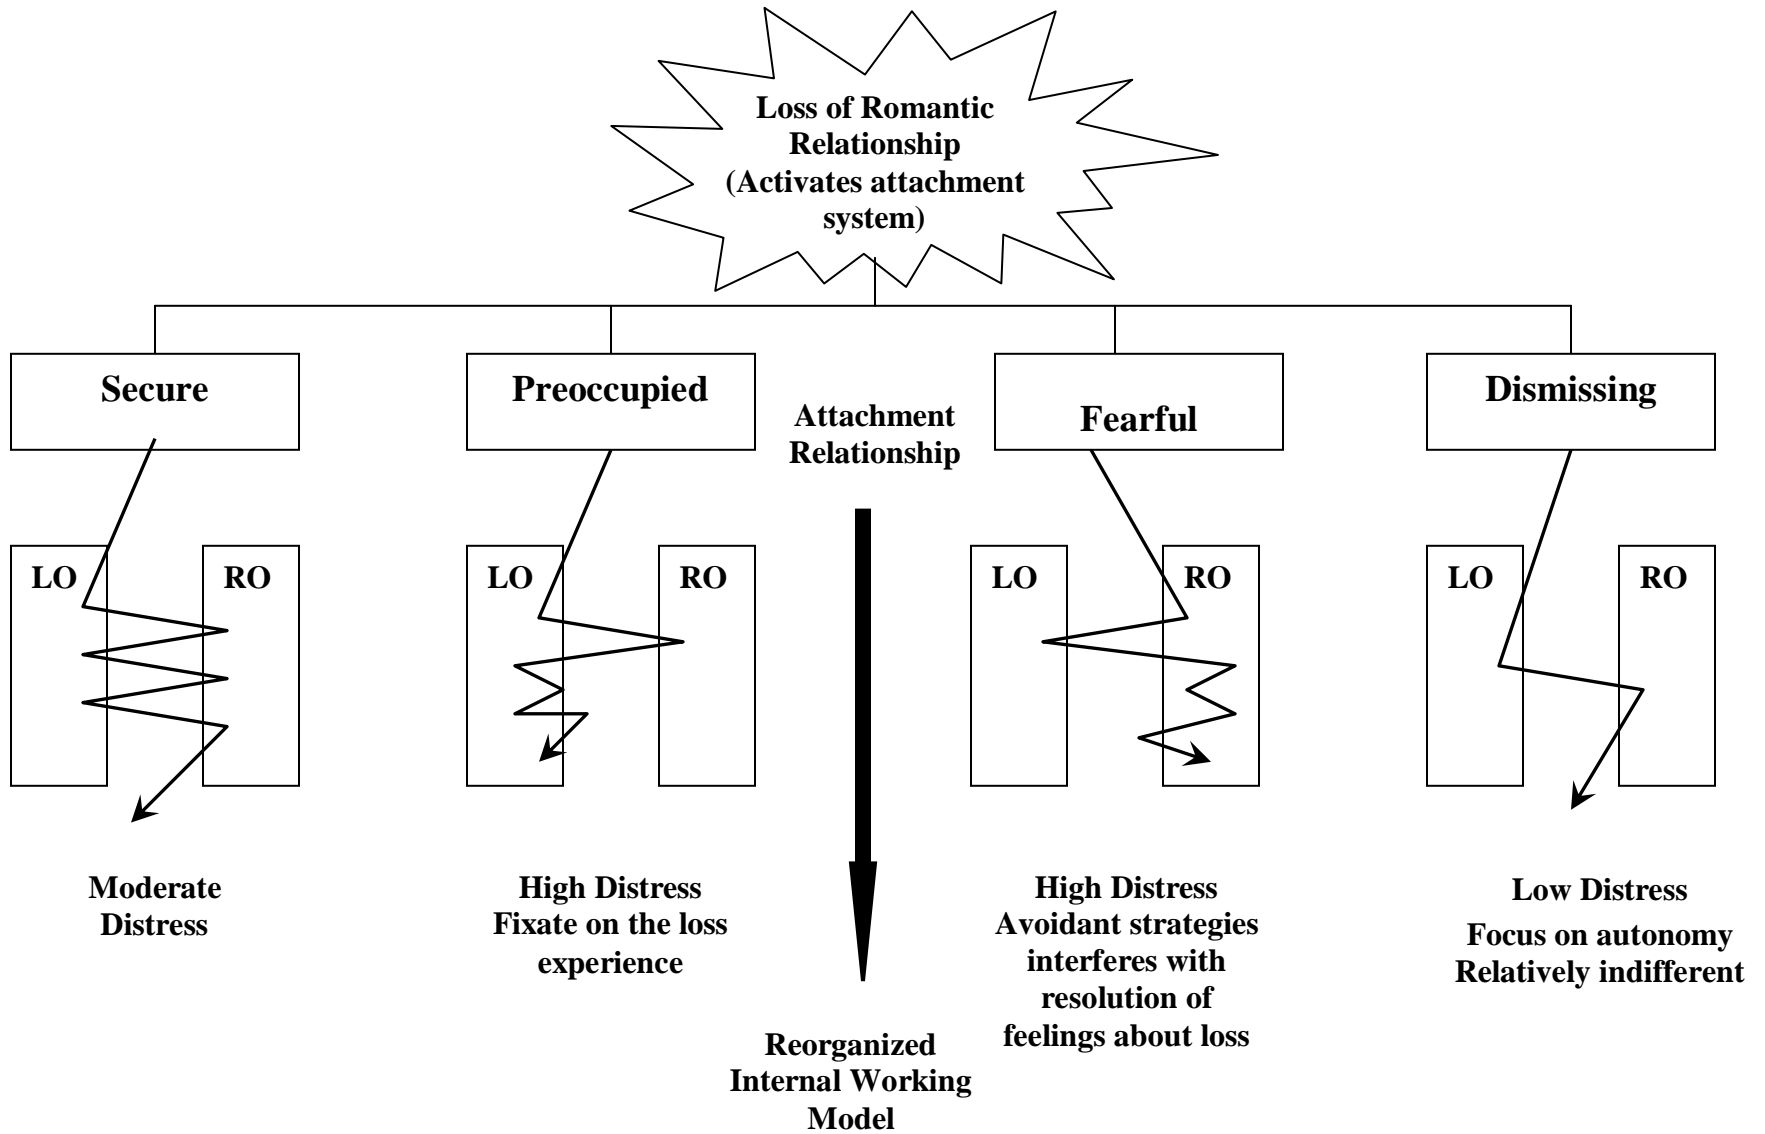 Loss of Romantic
Relationship
(Activates attachment
system)
Secure
Preoccupied
Attachment
Relationship
Fearful
Dismissing
LO
RO
LO
RO
LO
RO
LO
RO
Moderate
Distress
High Distress
Fixate on the loss
experience
High Distress
Avoidant strategies
interferes with
resolution of
feelings about loss
Low Distress
Focus on autonomy
Relatively indifferent
Reorganized
Internal Working
Model